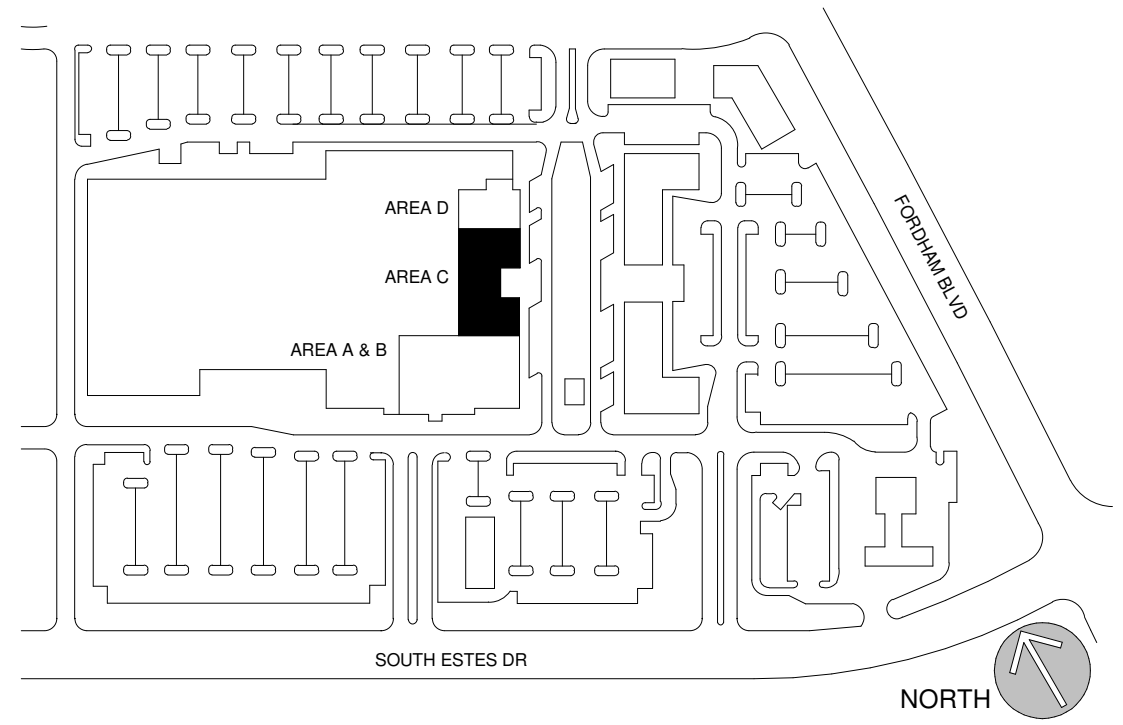 AREA D
FORDHAM BLVD
AREA C
AREA A & B
SOUTH ESTES DR
NORTH